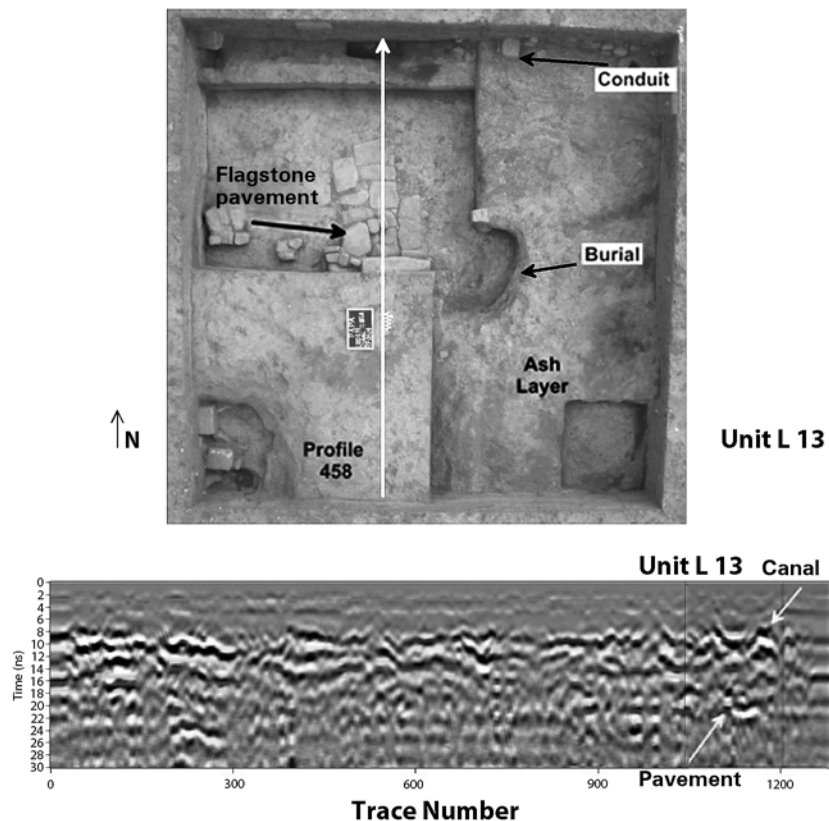 Conduit
Flagstone
pavement
Burial
Ash
Layer
N
Profile
458
Unit L 13
Unit L 13
Canal
0
2
4
6
8
10
12
14
16
18
20
22
24
26
28
30
Time (ns)
Pavement
0
300
600
900
1200
Trace Number